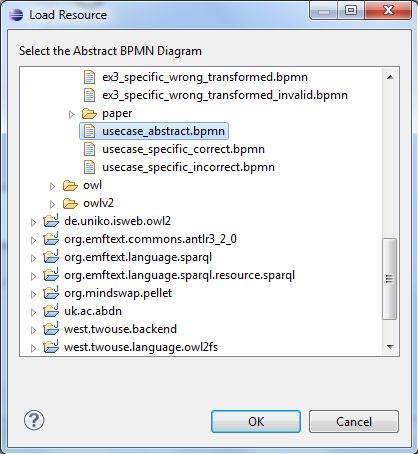 Load Resource
Select the Abstract BPMN Diagram
ex3_specific_wrong_transformed.bpmn
ex3_specific_wrong_transformed_invalid.bpmn
paper
usecase_abstract.bpmn
usecase_specific_correct.bpmn
usecase_specific_incorrect.bpmn
owl
owlv2
de.uniko.isweb.owl2
org.emftext.commons.antlr3_2_0
org.emftext.language.sparql
org.emftext.language.sparql.resource.sparql
org.mindswap.pellet
uk.ac.abdn
west.twouse.backend
west.twouse.language.owl2fs
?
OK Cancel